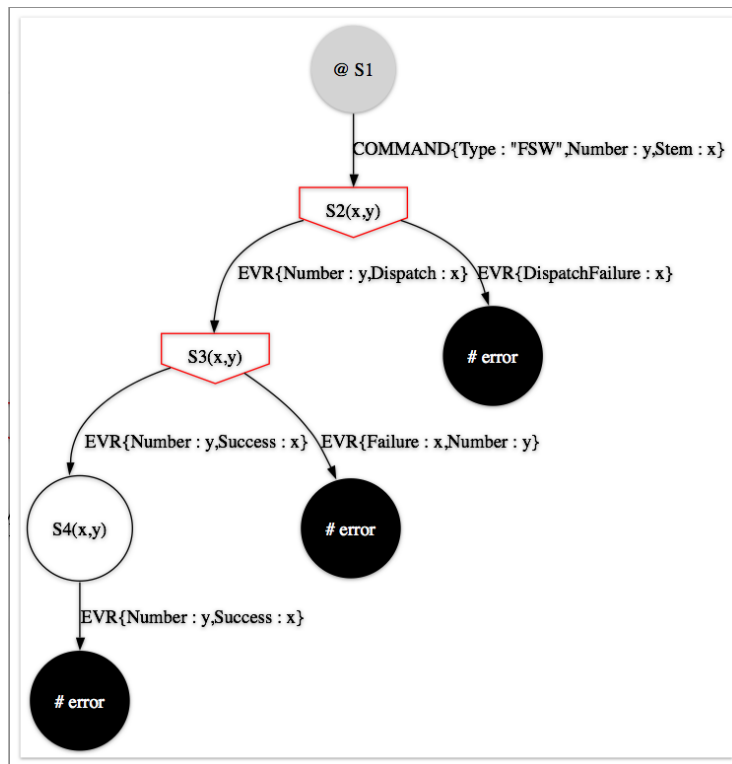 @ S1
COMMAND{Type : "FSW",Number : y,Stem : x}
S2(x,y)
EVR{Number : y,Dispatch : x}
EVR{DispatchFailure : x}
S3(x,y)
# error
EVR{Number : y,Success : x}
EVR{Failure : x,Number : y}
S4(x,y)
# error
EVR{Number : y,Success : x}
# error